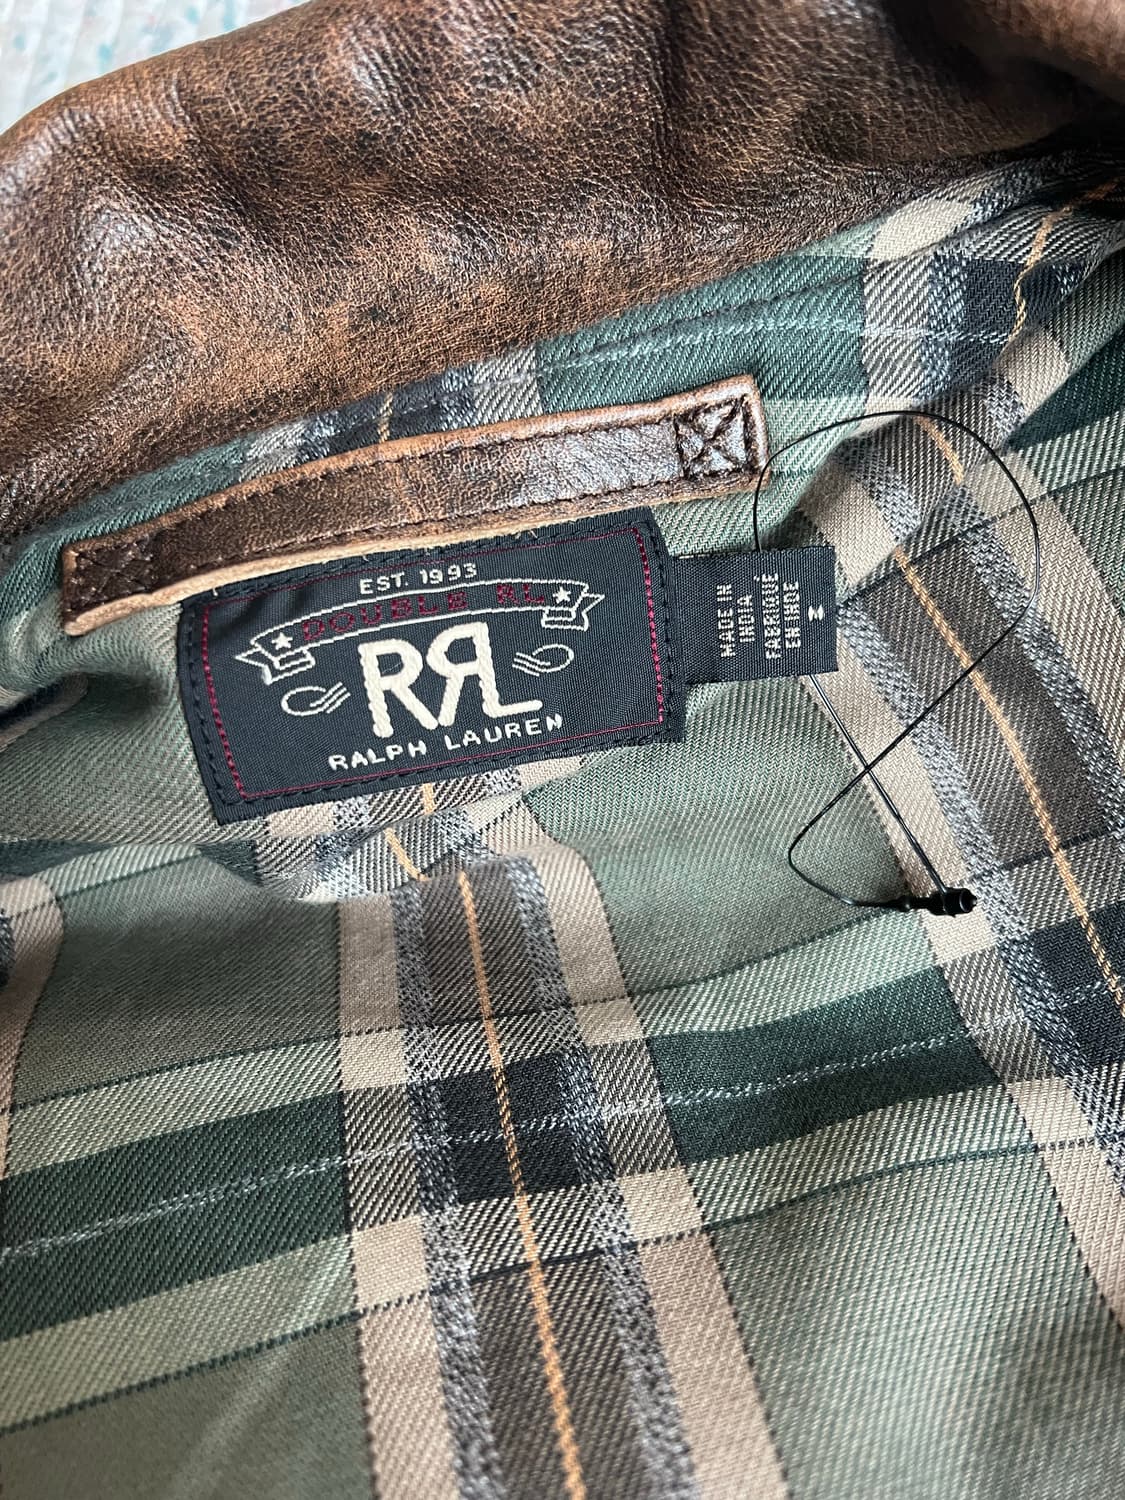 EST. 1993
DOUBLE RL
RRL
RALPH LAUREN
MADE IN
INDIA
FABRIQUÉ
EN INDE
M